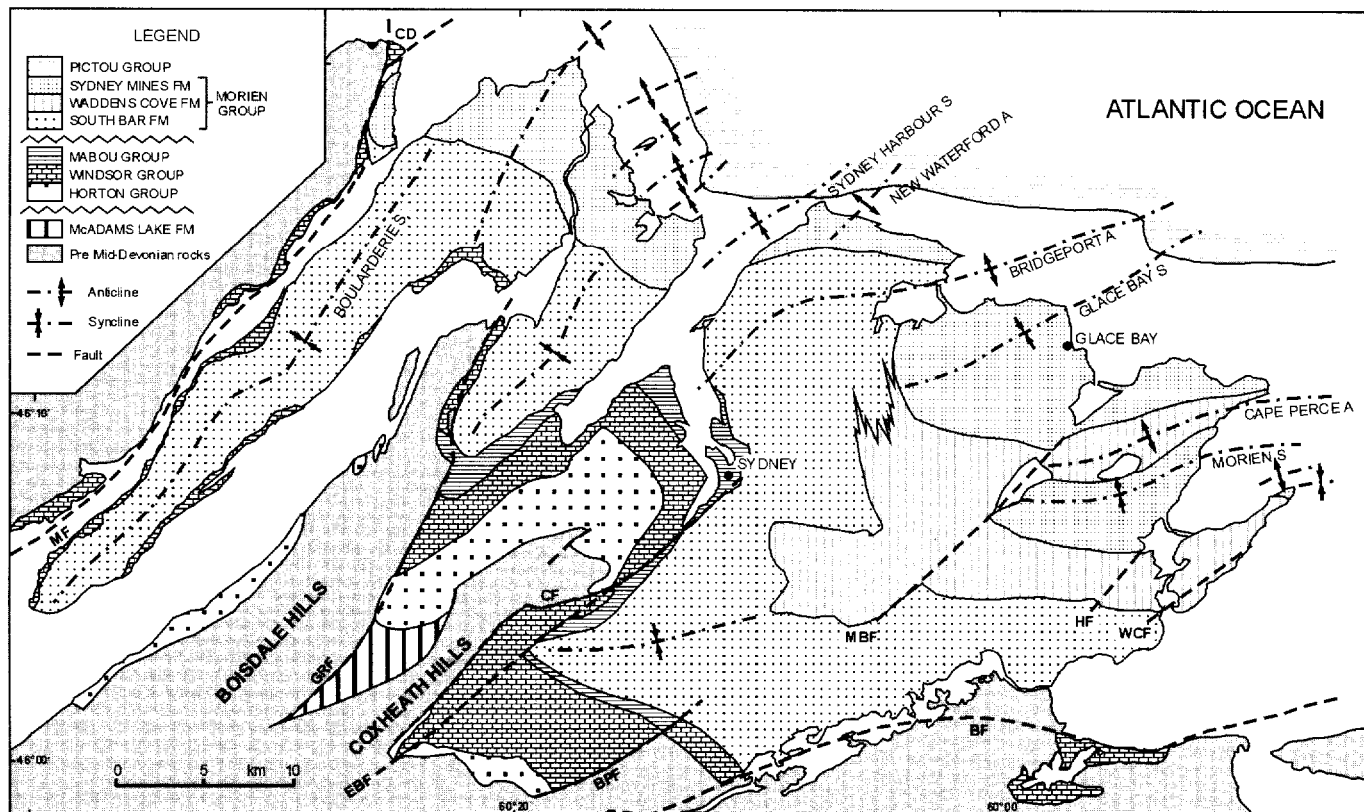 LEGEND
PICTOU GROUP
SYDNEY MINES FM
WADDENS COVE FM
SOUTH BAR FM
MORIEN
GROUP
MABOU GROUP
WINDSOR GROUP
HORTON GROUP
McADAMS LAKE FM
Pre Mid-Devonian rocks
Anticline
Syncline
Fault
CD
ATLANTIC OCEAN
SYDNEY HARBOUR S
NEW WATERFORD A
BOULARDERIE S
BRIDGEPORT A
GLACE BAY S
GLACE BAY
46°16'
CAPE PERCE A
MORIEN S
SYDNEY
MF
CF
BOISDALE HILLS
GRF
COXHEATH HILLS
MBF
HF
WCF
BF
46°00'
0 5 km 10
EBF
BPF
60°20'
60°00'